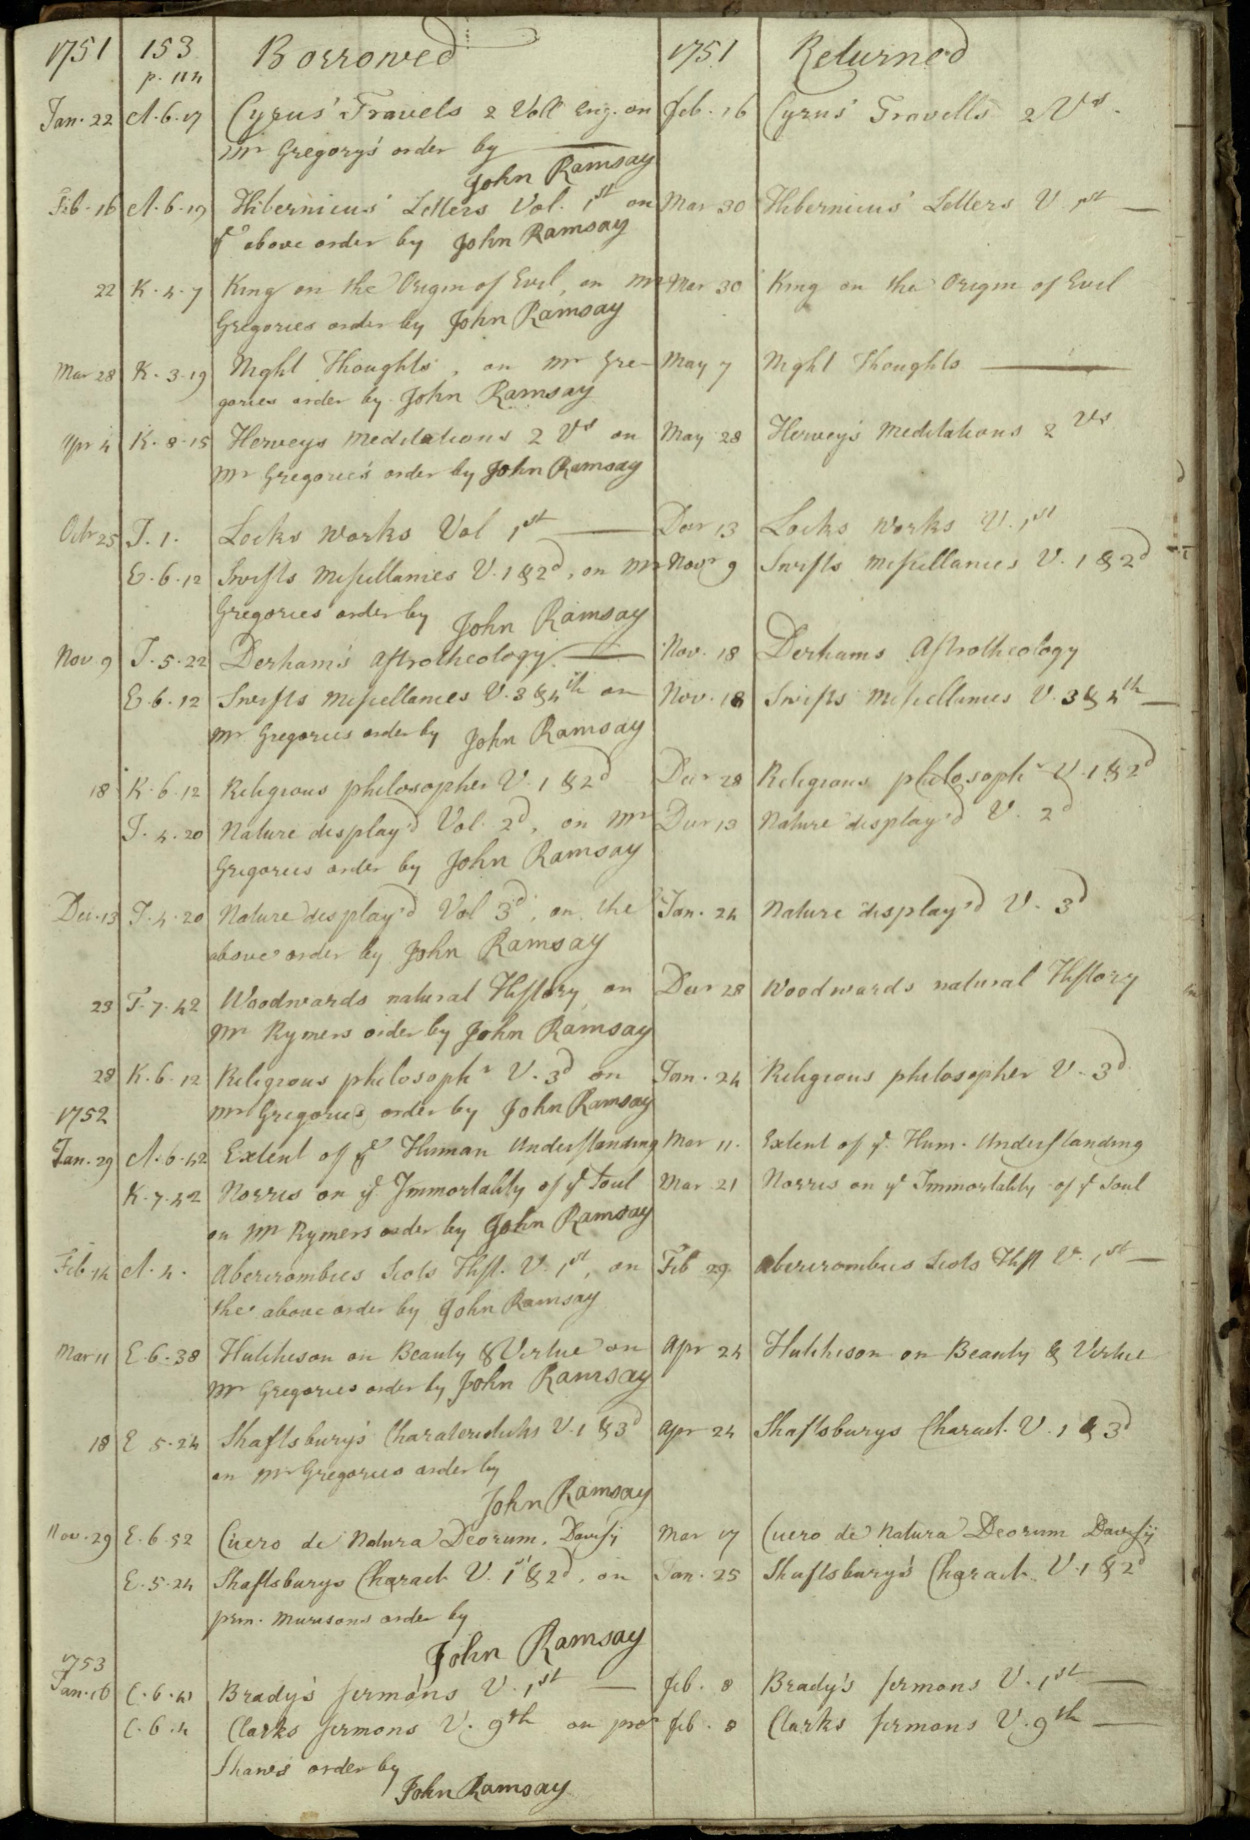 1751 153 Borrowed 1751 Returned
p. 114
Jan. 22 A. 6. 17 Cyrus' Travels 2 Voll Eng. on Feb. 16 Cyrus' Travells 2 Vs.
Mr Gregory's order by
John Ramsay
Feb. 16 A. 6. 19 Hibernicus' Letters Vol. 1st on Mar 30 Hibernicus' Letters V 1st
ye above order by John Ramsay
22 K. 4. 7 King on the Origin of Evil, on Mr Mar 30 King on the Origin of Evil
Gregories order by John Ramsay
Mar 28 K. 3. 19 Night Thoughts, on Mr Gre- May 7 Night Thoughts
gories order by John Ramsay
Apr 4 K. 8. 15 Herveys Meditations 2 Vs on May 28 Hervey's Meditations 2 Vs
Mr Gregorie's order by John Ramsay
Octr 25 J. 1. Locks Works Vol 1st Decr 13 Locks Works V. 1st
E. 6. 12 Swifts Miscellanies V. 1 & 2d, on Mr Novr 9 Swifts Miscellanies V. 1 & 2d
Gregories order by John Ramsay
Nov. 9 J. 5. 22 Derham's Astrotheology Nov. 18 Derhams Astrotheology
E. 6. 12 Swifts Miscellanies V. 3 & 4th on Nov. 18 Swifts Miscellanies V. 3 & 4th
Mr Gregories order by John Ramsay
18 K. 6. 12 Religious philosopher V. 1 & 2d Decr 28 Religious philosophr V. 1 & 2d
J. 4. 20 Nature display'd Vol. 2d, on Mr Decr 13 Nature display'd V. 2d
Gregories order by John Ramsay
Decr. 13 J. 4. 20 Nature display'd Vol 3d, on the Jan. 24 Nature display'd V. 3d
above order by John Ramsay
23 J. 7. 42 Woodwards natural History on Decr 28 Woodwards natural History
Mr Rymers order by John Ramsay
28 K. 6. 12 Religious philosophr V. 3d on Jan. 24 Religious philosopher V. 3d
1752 Mr Gregories order by John Ramsay
Jan. 29 A. 6. 42 Extent of ye Human Understanding Mar 11. Extent of ye Hum. Understanding
K. 7. 42 Norris on ye Immortality of ye Soul Mar 21 Norris on ye Immortality of ye Soul
on Mr Rymers order by John Ramsay
Feb 14 A. 4. Abercrombies Scots Hist. V. 1st, on Feb 29 Abercrombies Scots Hist V. 1st
the above order by John Ramsay
Mar 11 E. 6. 38 Hutcheson on Beauty & Virtue on Apr 24 Hutcheson on Beauty & Virtue
Mr Gregories order by John Ramsay
18 E 5. 24 Shaftsbury's Charateristicks V. 1 & 3d Apr 24 Shaftsburys Charact. V. 1 & 3d
on Mr Gregories order by
John Ramsay
Nov. 29 E. 6. 52 Cicero de Natura Deorum. Davisij Mar 17 Cicero de Natura Deorum Davisij
E. 5. 24 Shaftsburys Charact V. 1st & 2d, on Jan. 25 Shaftsbury's Charact. V. 1 & 2d
prin. Murisons order by
John Ramsay
1753
Jan. 16 C. 6. Brady's sermons V. 1st Feb. 8 Brady's sermons V. 1st
C. 6. 4 Clarks sermons V. 9th on pror Feb. 8 Clarks sermons V. 9th
Shaws order by
John Ramsay